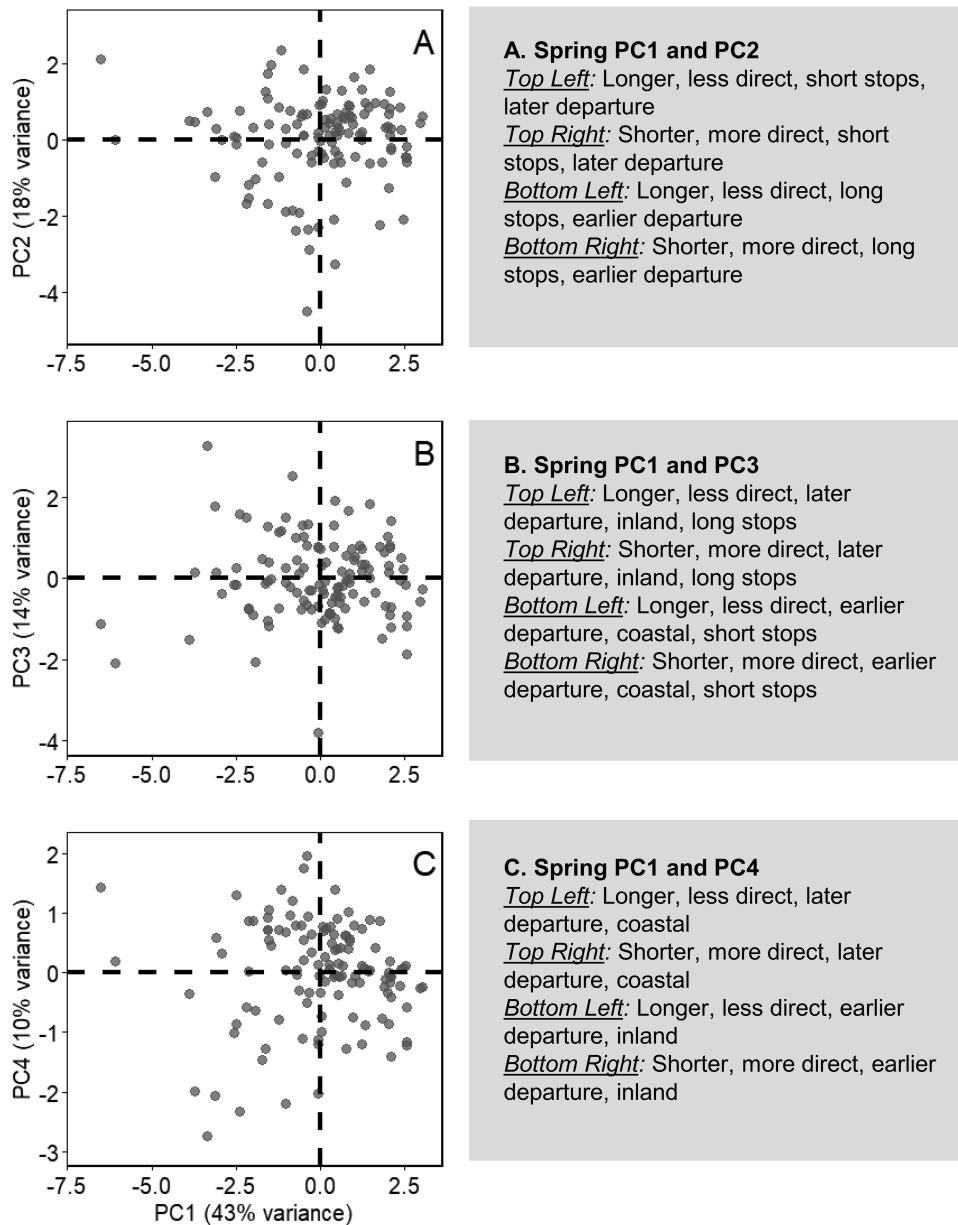 A
PC2 (18% variance)
2
0
-2
-4
-7.5 -5.0 -2.5 0.0 2.5
A. Spring PC1 and PC2
Top Left: Longer, less direct, short stops,
later departure
Top Right: Shorter, more direct, short
stops, later departure
Bottom Left: Longer, less direct, long
stops, earlier departure
Bottom Right: Shorter, more direct, long
stops, earlier departure
B
PC3 (14% variance)
2
0
-2
-4
-7.5 -5.0 -2.5 0.0 2.5
B. Spring PC1 and PC3
Top Left: Longer, less direct, later
departure, inland, long stops
Top Right: Shorter, more direct, later
departure, inland, long stops
Bottom Left: Longer, less direct, earlier
departure, coastal, short stops
Bottom Right: Shorter, more direct, earlier
departure, coastal, short stops
C
PC4 (10% variance)
2
1
0
-1
-2
-3
-7.5 -5.0 -2.5 0.0 2.5
PC1 (43% variance)
C. Spring PC1 and PC4
Top Left: Longer, less direct, later
departure, coastal
Top Right: Shorter, more direct, later
departure, coastal
Bottom Left: Longer, less direct, earlier
departure, inland
Bottom Right: Shorter, more direct, earlier
departure, inland